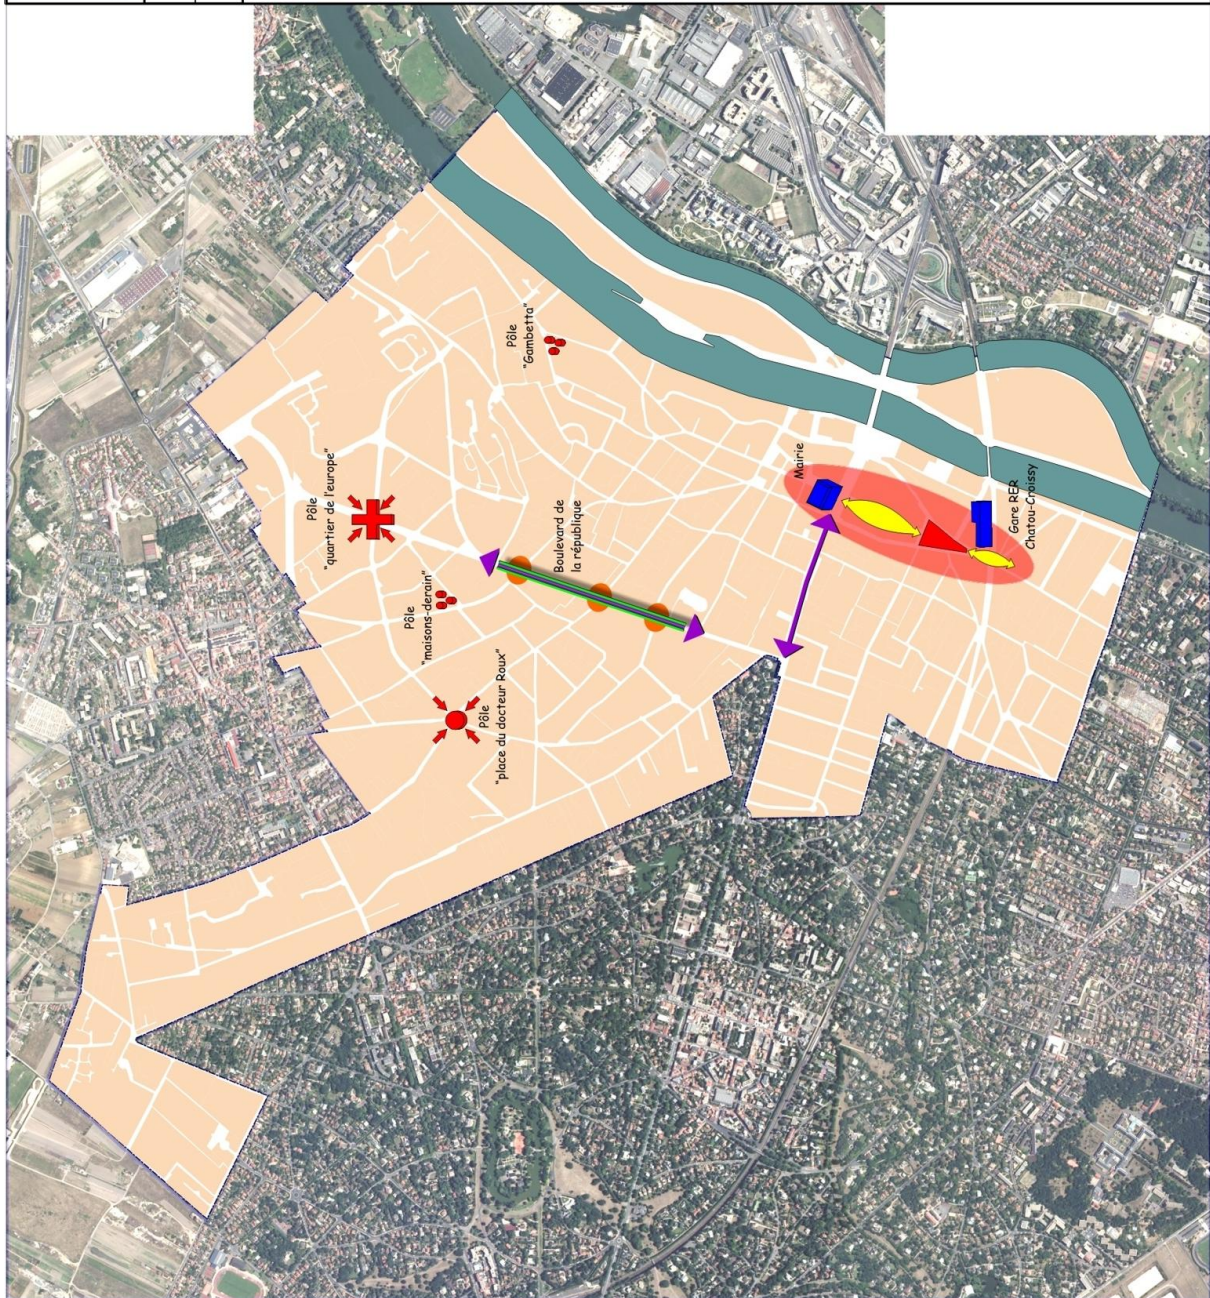 Pôle
"Gambetta"
Pôle
"quartier de l'europe"
Mairie
Gare RER
Chatou-Croissy
Boulevard de
la république
Pôle
"maisons-derain"
Pôle
"place du docteur Roux"